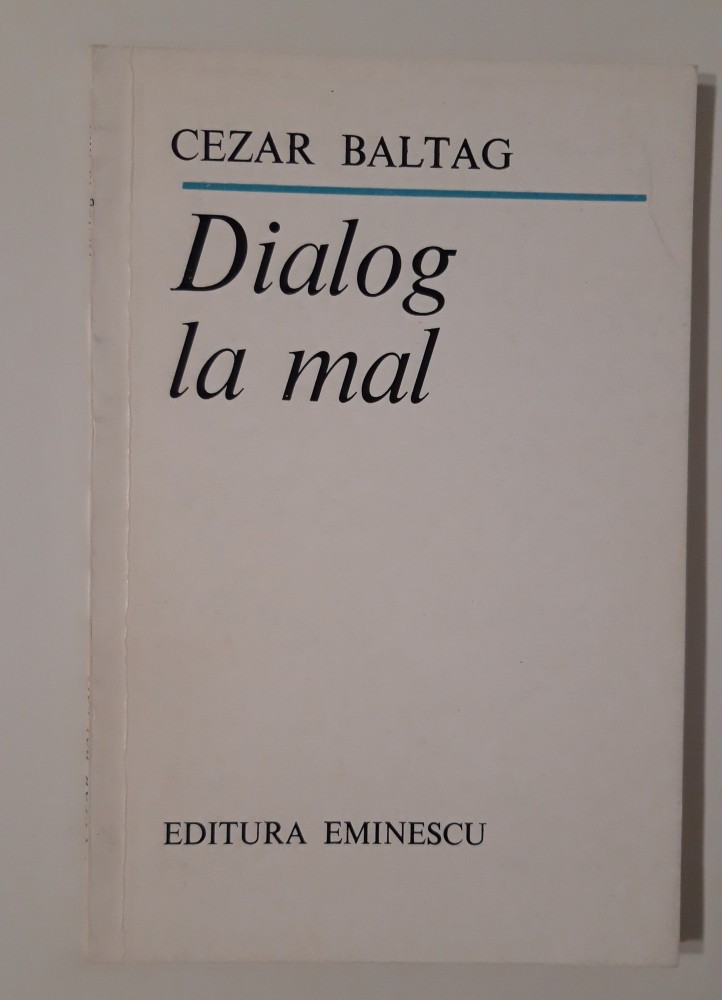 CEZAR BALTAG
Dialog
la mal
EDITURA EMINESCU